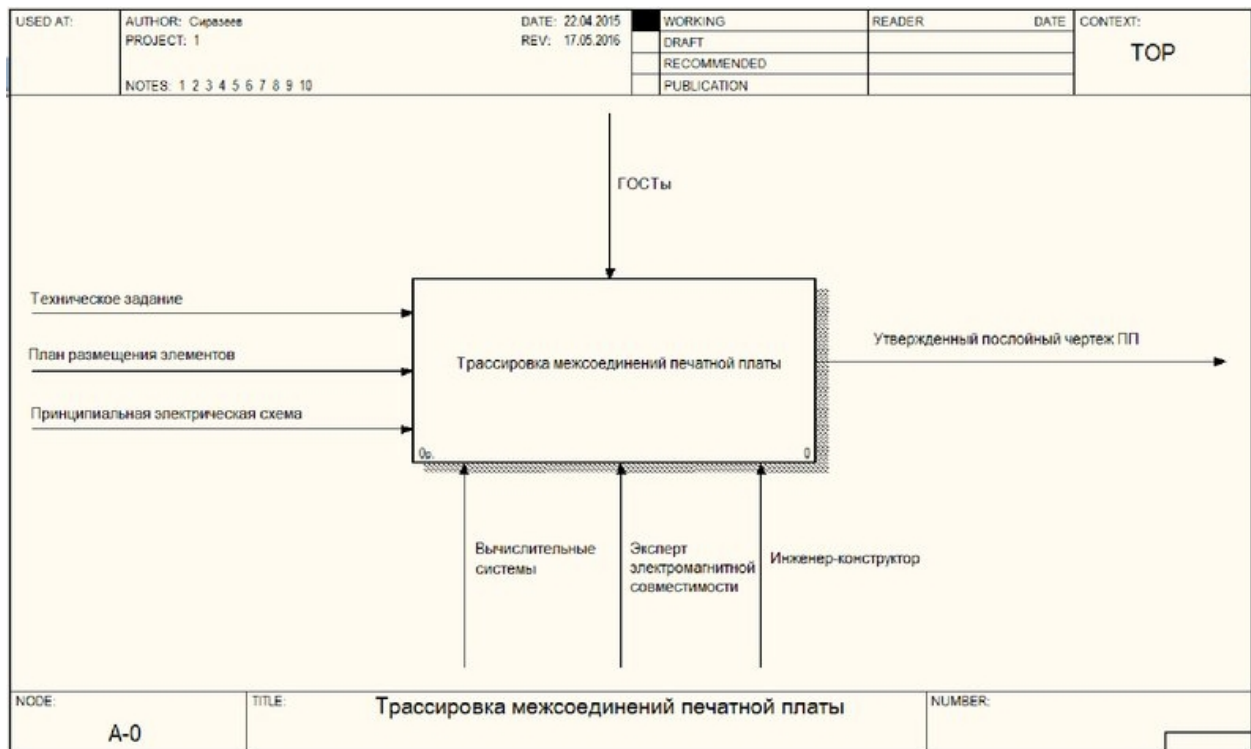 USED AT:
AUTHOR: Сиразеев
DATE: 22.04.2015
PROJECT: 1
REV: 17.05.2016
NOTES: 1 2 3 4 5 6 7 8 9 10
WORKING
DRAFT
RECOMMENDED
PUBLICATION
READER
DATE
CONTEXT:
TOP
ГОСТы
Техническое задание
План размещения элементов
Принципиальная электрическая схема
Трассировка межсоединений печатной платы
0р.
0
Утвержденный послойный чертеж ПП
Вычислительные
системы
Эксперт
электромагнитной
совместимости
Инженер-конструктор
NODE:
A-0
TITLE:
Трассировка межсоединений печатной платы
NUMBER: